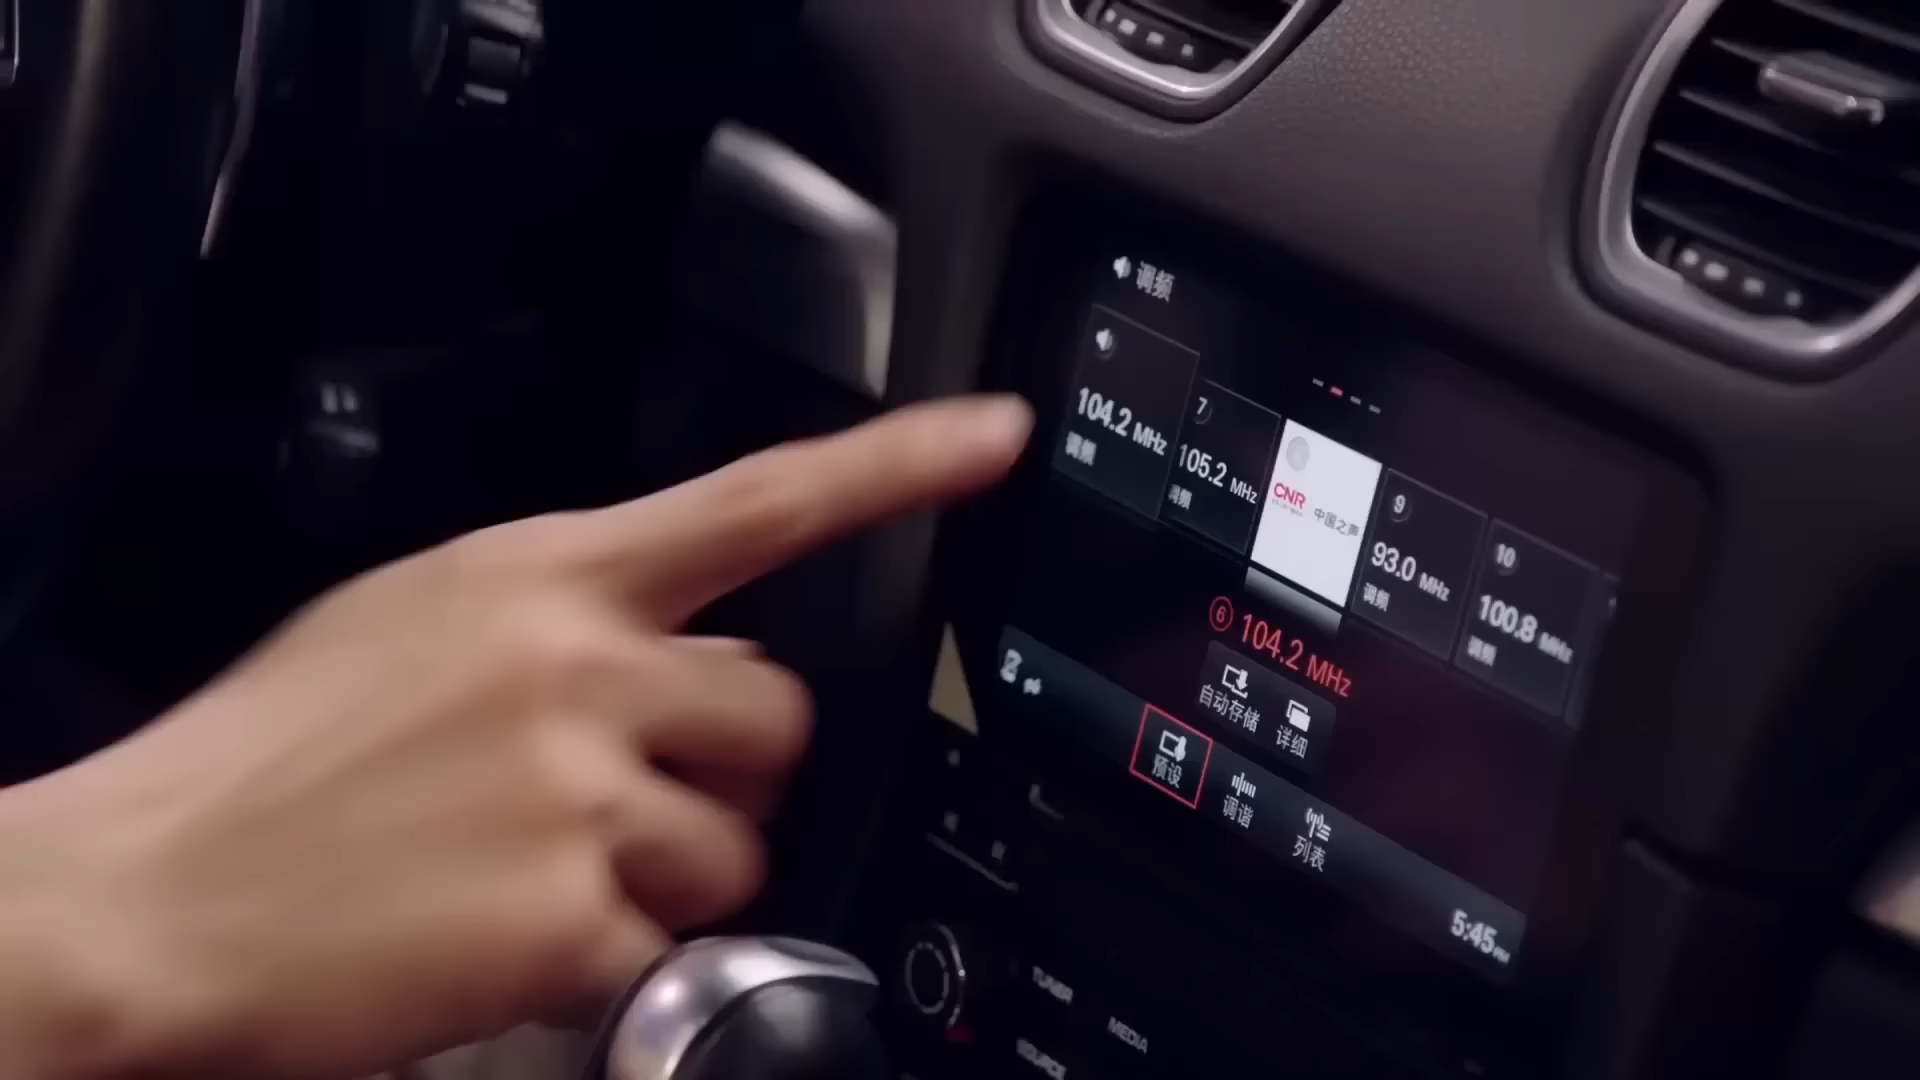 调频
104.2 MHz
调频
7
105.2 MHz
调频
CNR
中国之声
9
93.0 MHz
调频
10
100.8 MHz
调频
6 104.2 MHz
自动存储
详细
预设
调谐
列表
5:45 PM
TUNER
MEDIA
SOURCE